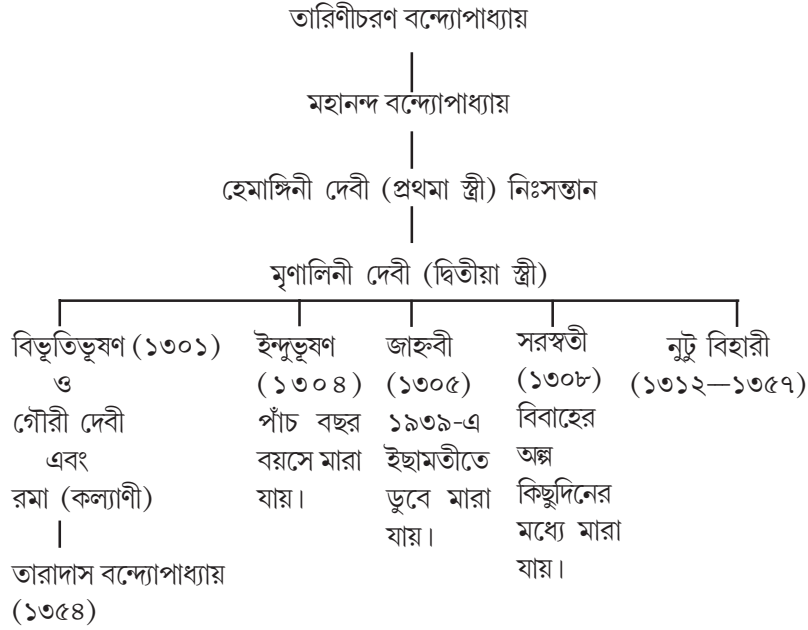 তারিণীচরণ বন্দ্যোপাধ্যায়
মহানন্দ বন্দ্যোপাধ্যায়
হেমাঙ্গিনী দেবী (প্রথমা স্ত্রী) নিঃসন্তান
মৃণালিনী দেবী (দ্বিতীয়া স্ত্রী)
বিভূতিভূষণ (১৩০১)
ও
গৌরী দেবী
এবং
রমা (কল্যাণী)
তারাদাস বন্দ্যোপাধ্যায়
(১৩৫৪)
ইন্দুভূষণ
(১৩০৪)
পাঁচ বছর
বয়সে মারা
যায়।
জাহ্নবী
(১৩০৫)
১৯৩৯-এ
ইছামতীতে
ডুবে মারা
যায়।
সরস্বতী
(১৩০৮)
বিবাহের
অল্প
কিছুদিনের
মধ্যে মারা
যায়।
নুটু বিহারী
(১৩১২—১৩৫৭)